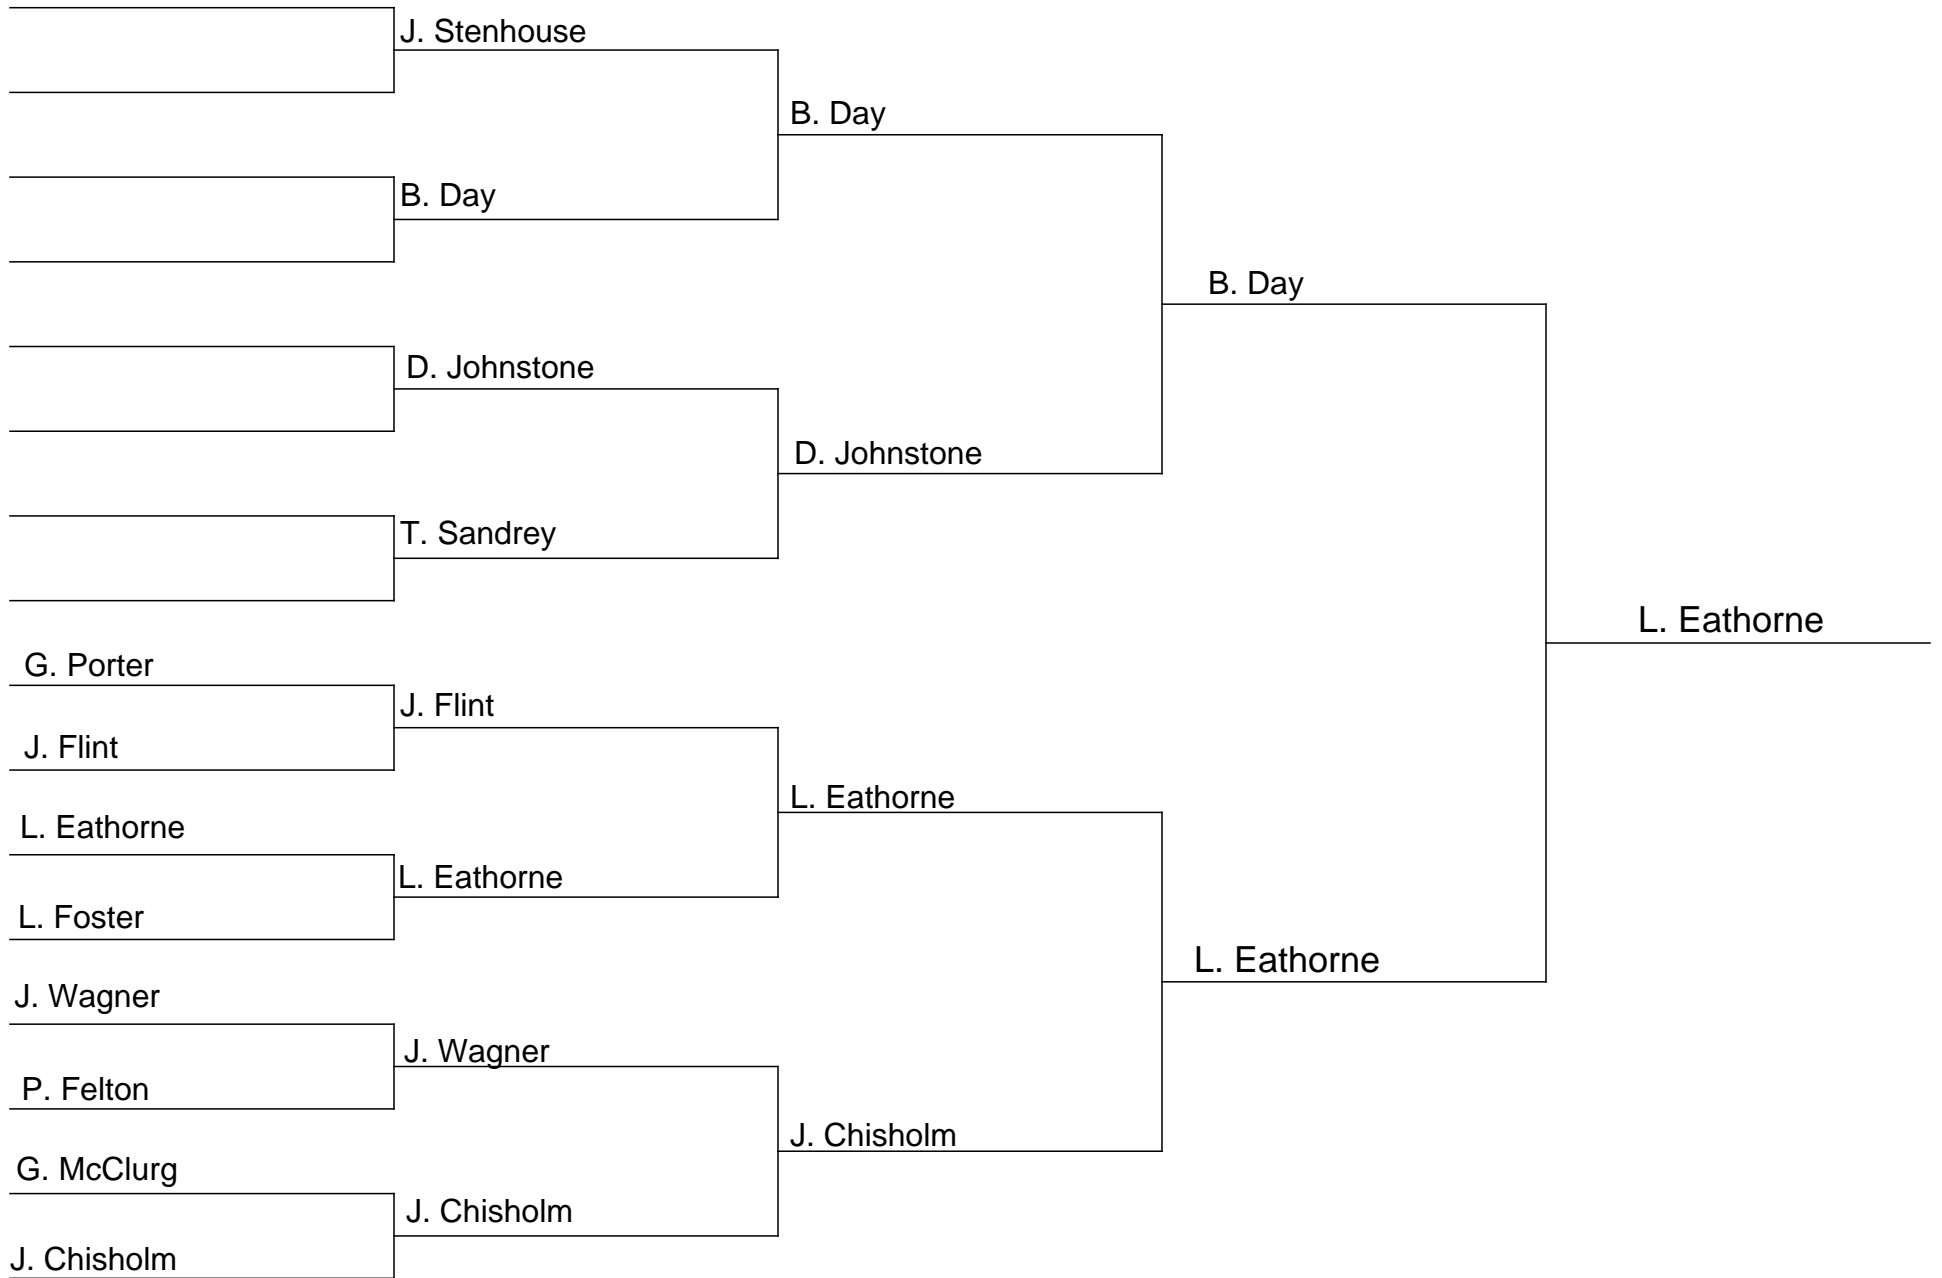 J. Stenhouse
B. Day
B. Day
B. Day
D. Johnstone
D. Johnstone
T. Sandrey
L. Eathorne
G. Porter
J. Flint
J. Flint
L. Eathorne
L. Eathorne
L. Eathorne
L. Foster
L. Eathorne
J. Wagner
J. Wagner
P. Felton
J. Chisholm
G. McClurg
J. Chisholm
J. Chisholm